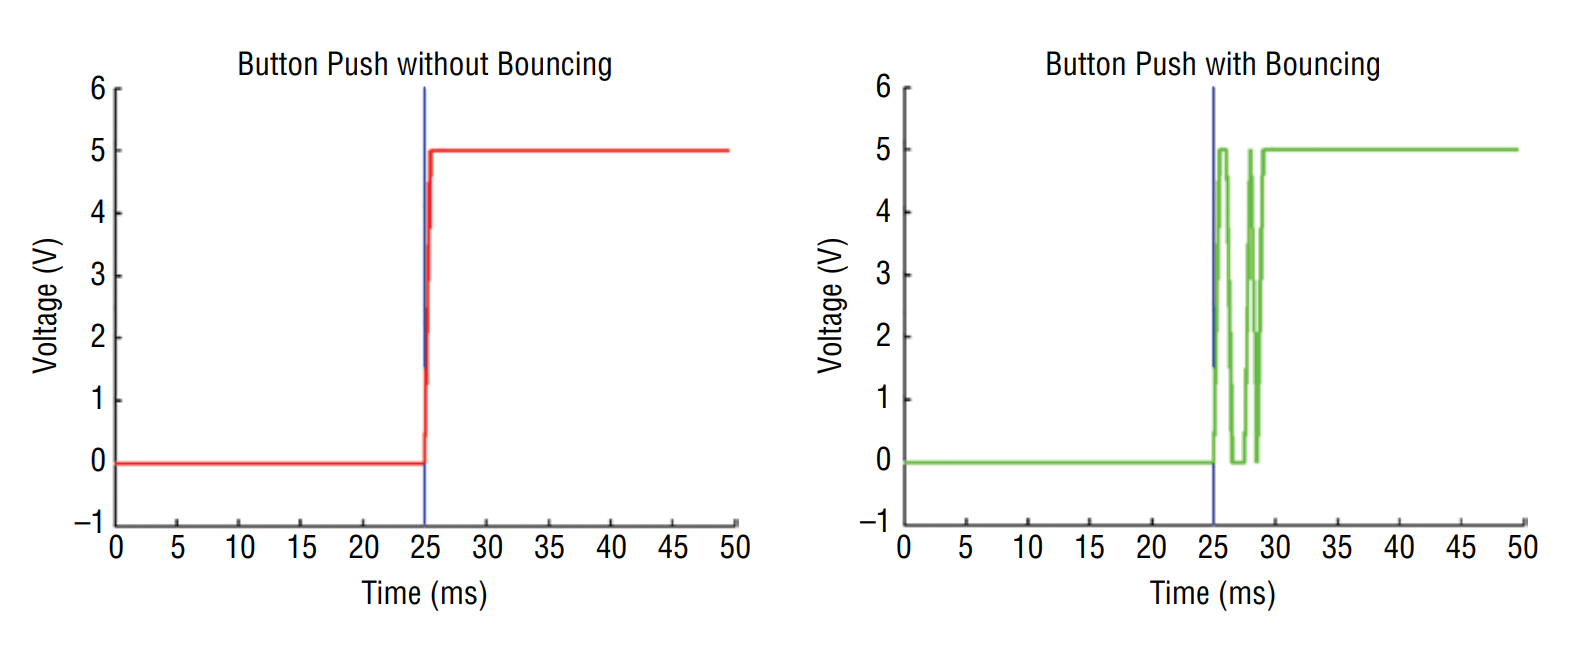 Button Push without Bouncing
6
5
4
3
2
1
0
–1
Voltage (V)
0 5 10 15 20 25 30 35 40 45 50
Time (ms)
Button Push with Bouncing
6
5
4
3
2
1
0
–1
Voltage (V)
0 5 10 15 20 25 30 35 40 45 50
Time (ms)